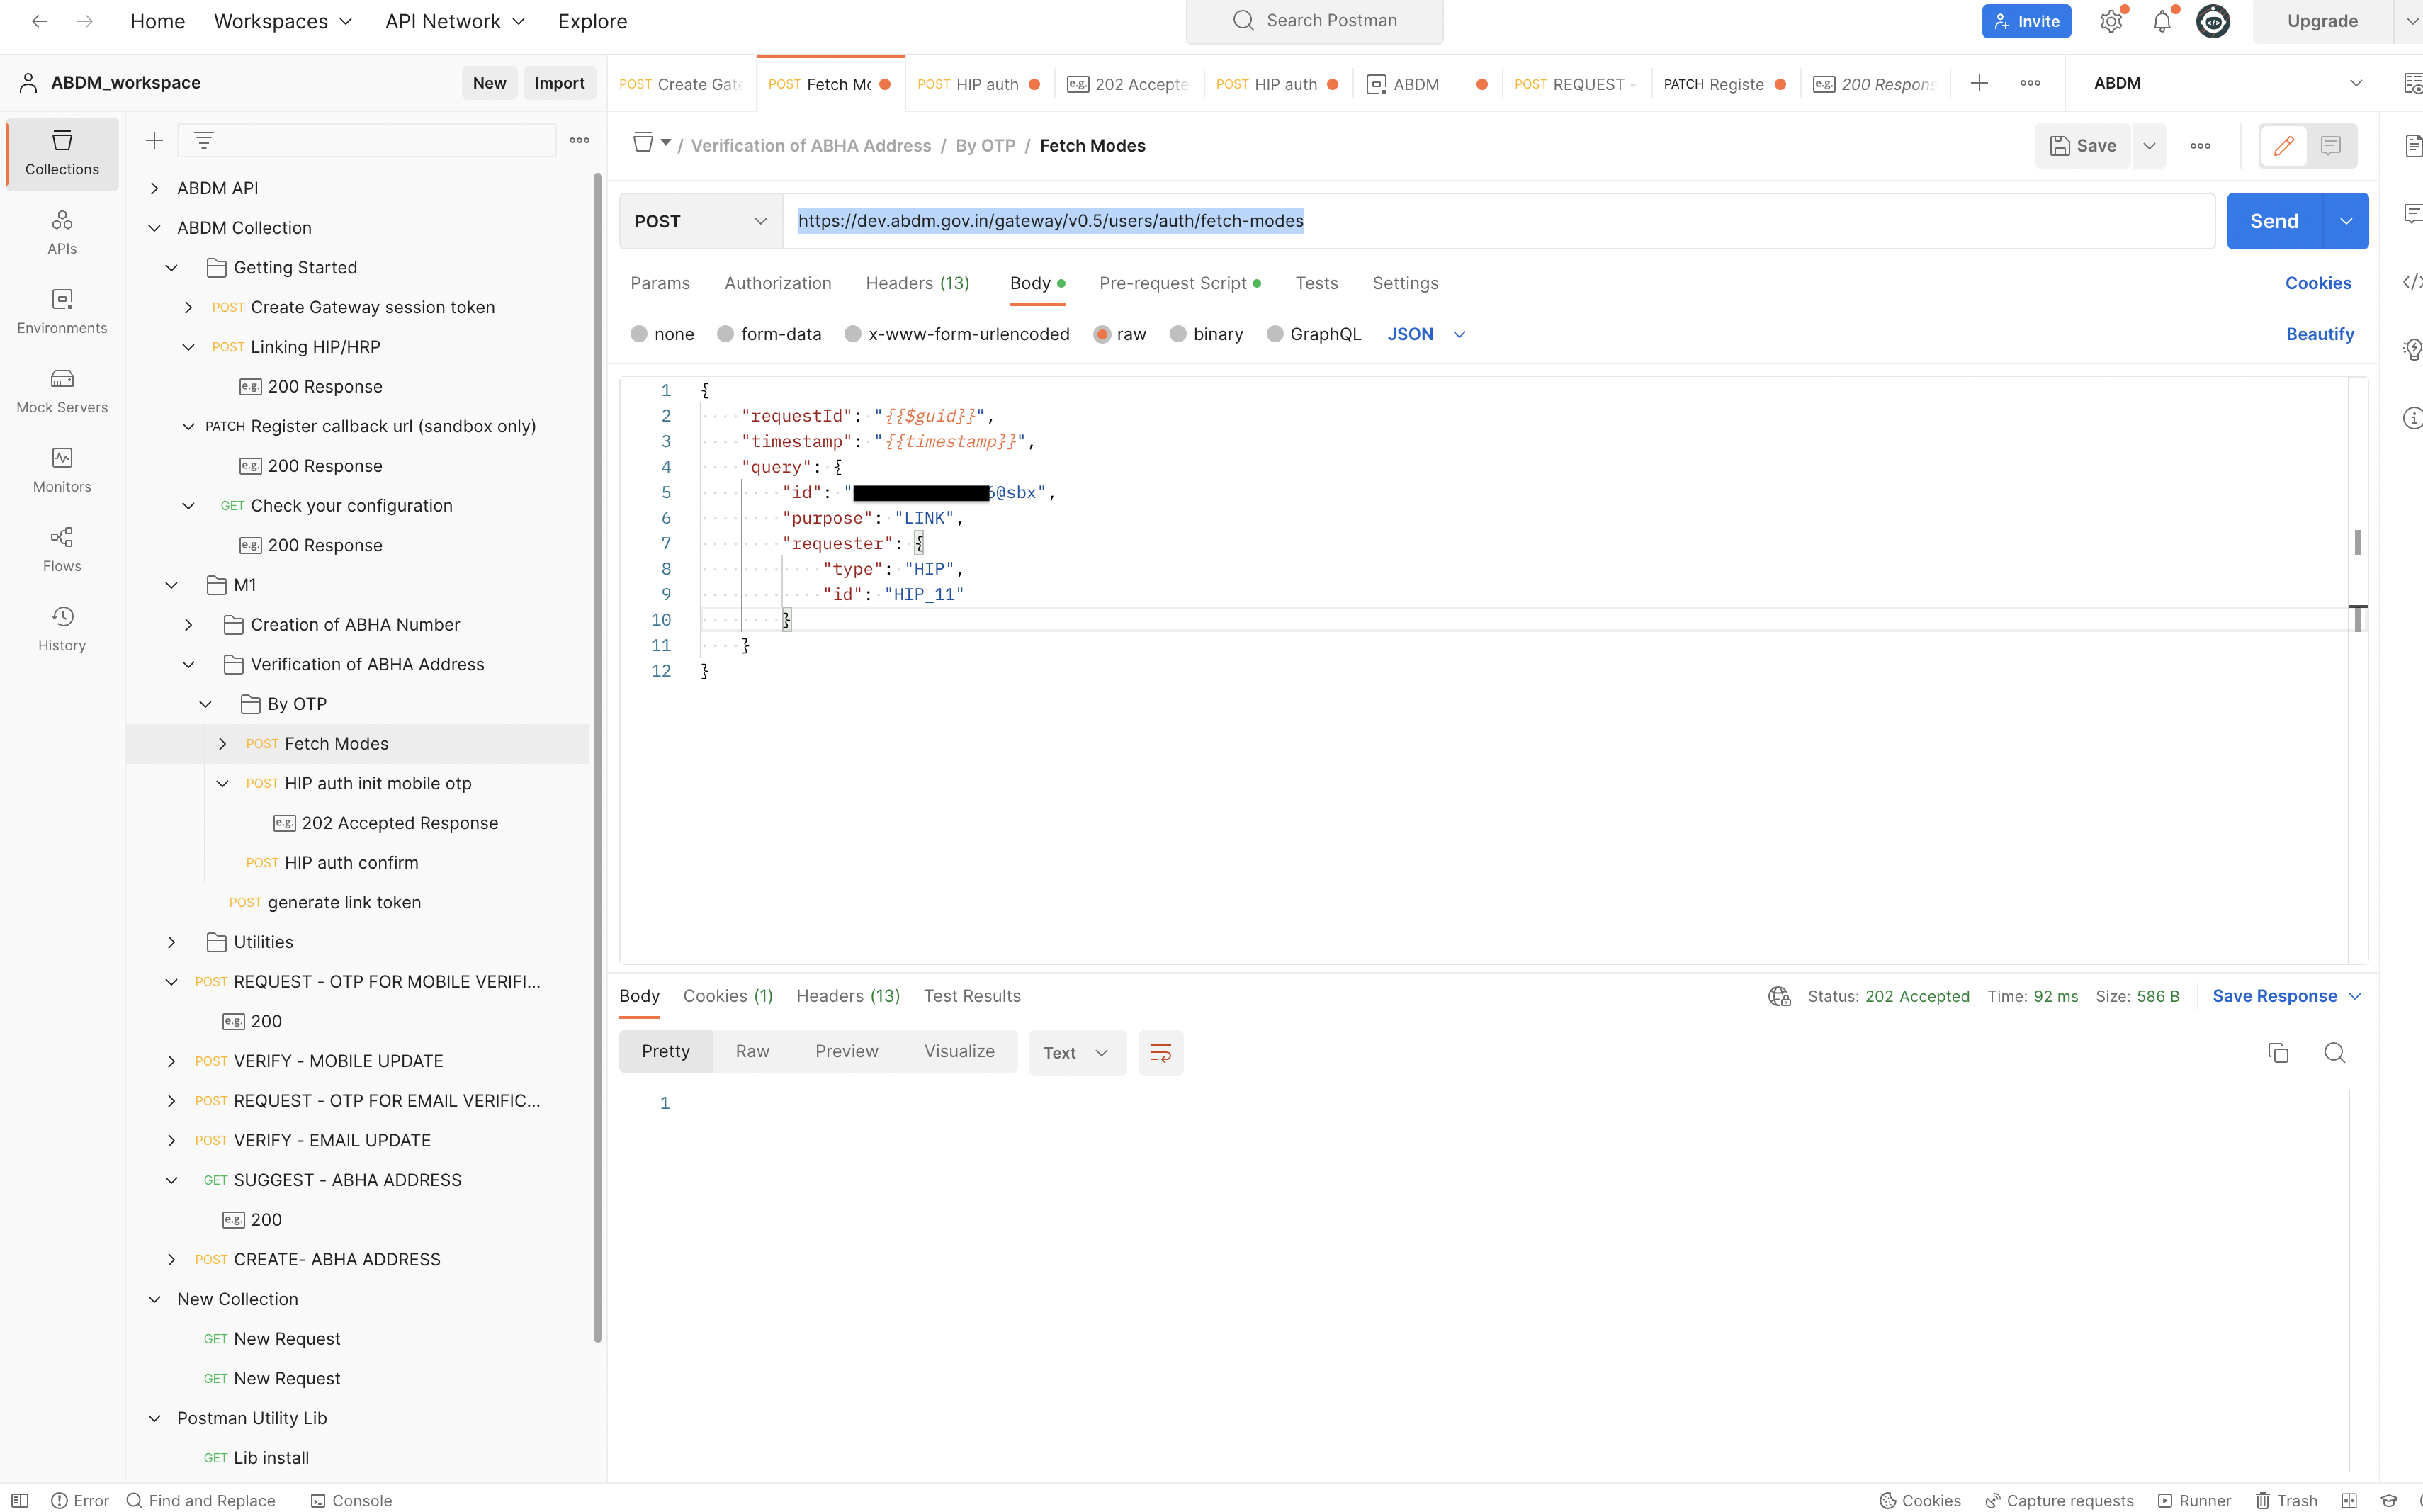 Home Workspaces API Network Explore Search Postman Invite Upgrade
ABDM_workspace New Import
POST Create Gate POST Fetch Mo POST HIP auth e.g. 202 Accepte POST HIP auth ABDM POST REQUEST - PATCH Register e.g. 200 Respons ABDM
Collections
APIs
Environments
Mock Servers
Monitors
Flows
History
ABDM API
ABDM Collection
Getting Started
POST Create Gateway session token
POST Linking HIP/HRP
e.g. 200 Response
PATCH Register callback url (sandbox only)
e.g. 200 Response
GET Check your configuration
e.g. 200 Response
M1
Creation of ABHA Number
Verification of ABHA Address
By OTP
POST Fetch Modes
POST HIP auth init mobile otp
e.g. 202 Accepted Response
POST HIP auth confirm
POST generate link token
Utilities
POST REQUEST - OTP FOR MOBILE VERIFI...
e.g. 200
POST VERIFY - MOBILE UPDATE
POST REQUEST - OTP FOR EMAIL VERIFIC...
POST VERIFY - EMAIL UPDATE
GET SUGGEST - ABHA ADDRESS
e.g. 200
POST CREATE- ABHA ADDRESS
New Collection
GET New Request
GET New Request
Postman Utility Lib
GET Lib install
/ Verification of ABHA Address / By OTP / Fetch Modes Save
POST https://dev.abdm.gov.in/gateway/v0.5/users/auth/fetch-modes Send
Params Authorization Headers (13) Body Pre-request Script Tests Settings Cookies
none form-data x-www-form-urlencoded raw binary GraphQL JSON Beautify
1 {
2 "requestId": "{{$guid}}",
3 "timestamp": "{{timestamp}}",
4 "query": {
5 "id": "@sbx",
6 "purpose": "LINK",
7 "requester": {
8 "type": "HIP",
9 "id": "HIP_11"
10 }
11 }
12 }
Body Cookies (1) Headers (13) Test Results Status: 202 Accepted Time: 92 ms Size: 586 B Save Response
Pretty Raw Preview Visualize Text
1
Error Find and Replace Console Cookies Capture requests Runner Trash